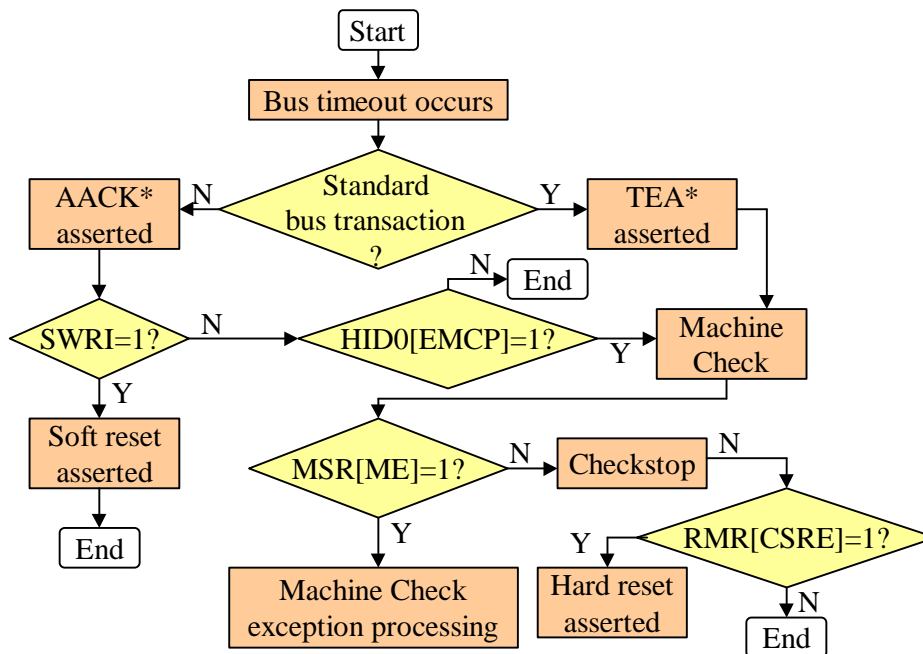 Start
Bus timeout occurs
Standard
bus transaction
?
N
Y
AACK*
asserted
TEA*
asserted
N
End
SWRI=1?
N
HID0[EMCP]=1?
Y
Machine
Check
Y
Soft reset
asserted
End
MSR[ME]=1?
N
Checkstop
N
Y
RMR[CSRE]=1?
Y
Machine Check
exception processing
Hard reset
asserted
N
End